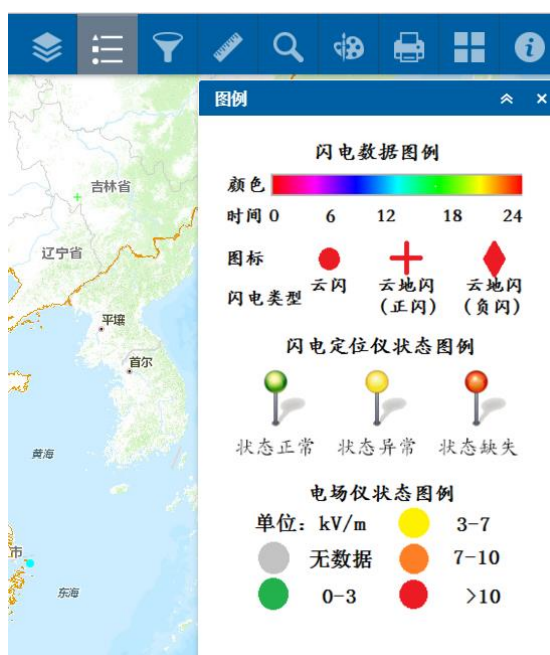 图例
闪电数据图例
颜色
时间 0 6 12 18 24
图标
闪电类型 云闪 云地闪(正闪) 云地闪(负闪)
闪电定位仪状态图例
状态正常 状态异常 状态缺失
电场仪状态图例
单位: kV/m 3-7
无数据 7-10
0-3 >10
吉林省
辽宁省
平壤
首尔
黄海
市
东海